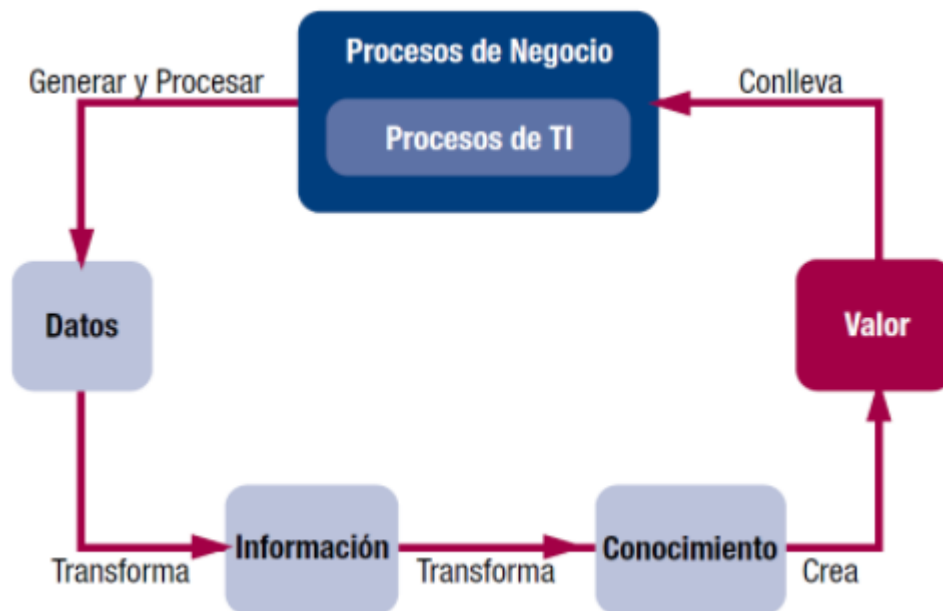 Procesos de Negocio
Generar y Procesar
Conlleva
Procesos de TI
Datos
Valor
Información
Conocimiento
Transforma
Transforma
Crea